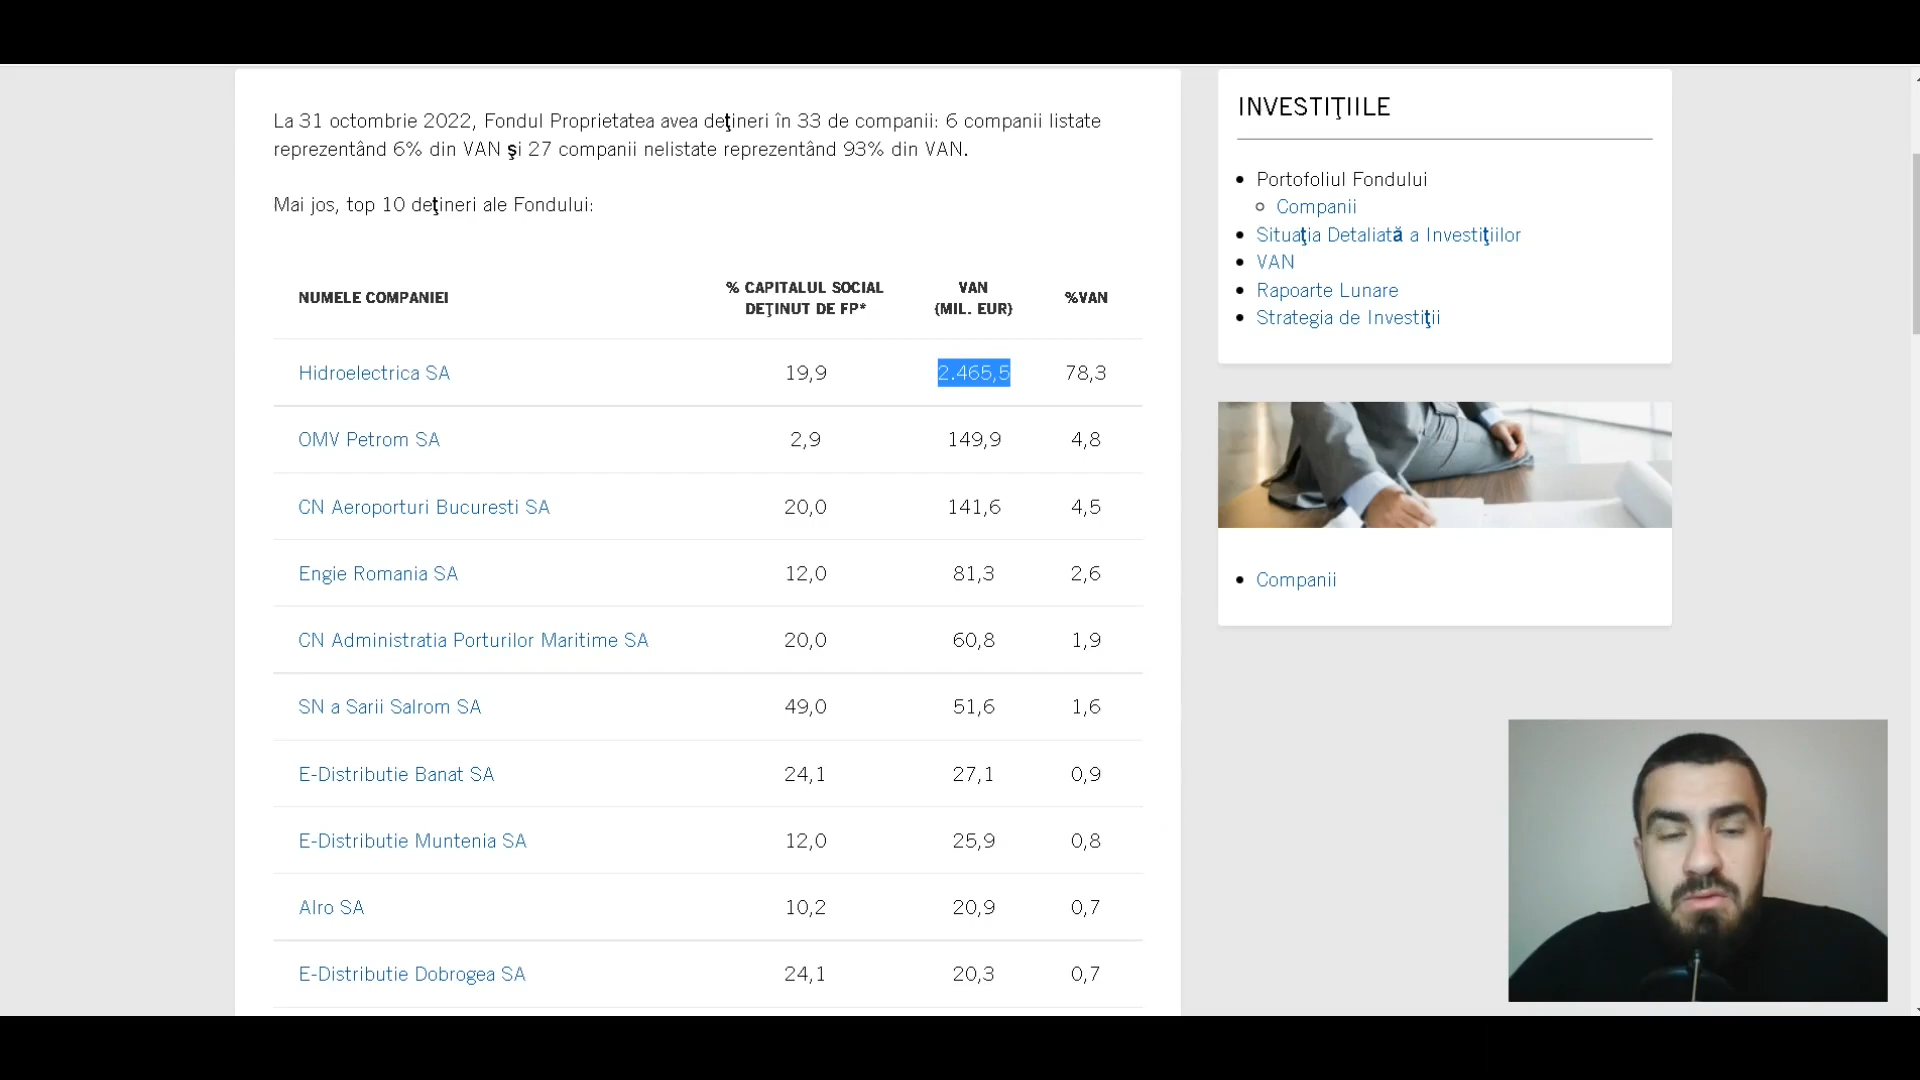 La 31 octombrie 2022, Fondul Proprietatea avea deţineri în 33 de companii: 6 companii listate
reprezentând 6% din VAN şi 27 companii nelistate reprezentând 93% din VAN.
Mai jos, top 10 deţineri ale Fondului:
NUMELE COMPANIEI % CAPITALUL SOCIAL DEŢINUT DE FP* VAN (MIL. EUR) %VAN
Hidroelectrica SA 19,9 2.465,5 78,3
OMV Petrom SA 2,9 149,9 4,8
CN Aeroporturi Bucuresti SA 20,0 141,6 4,5
Engie Romania SA 12,0 81,3 2,6
CN Administratia Porturilor Maritime SA 20,0 60,8 1,9
SN a Sarii Salrom SA 49,0 51,6 1,6
E-Distributie Banat SA 24,1 27,1 0,9
E-Distributie Muntenia SA 12,0 25,9 0,8
Alro SA 10,2 20,9 0,7
E-Distributie Dobrogea SA 24,1 20,3 0,7
INVESTIŢIILE
Portofoliul Fondului
Companii
Situaţia Detaliată a Investiţiilor
VAN
Rapoarte Lunare
Strategia de Investiţii
Companii